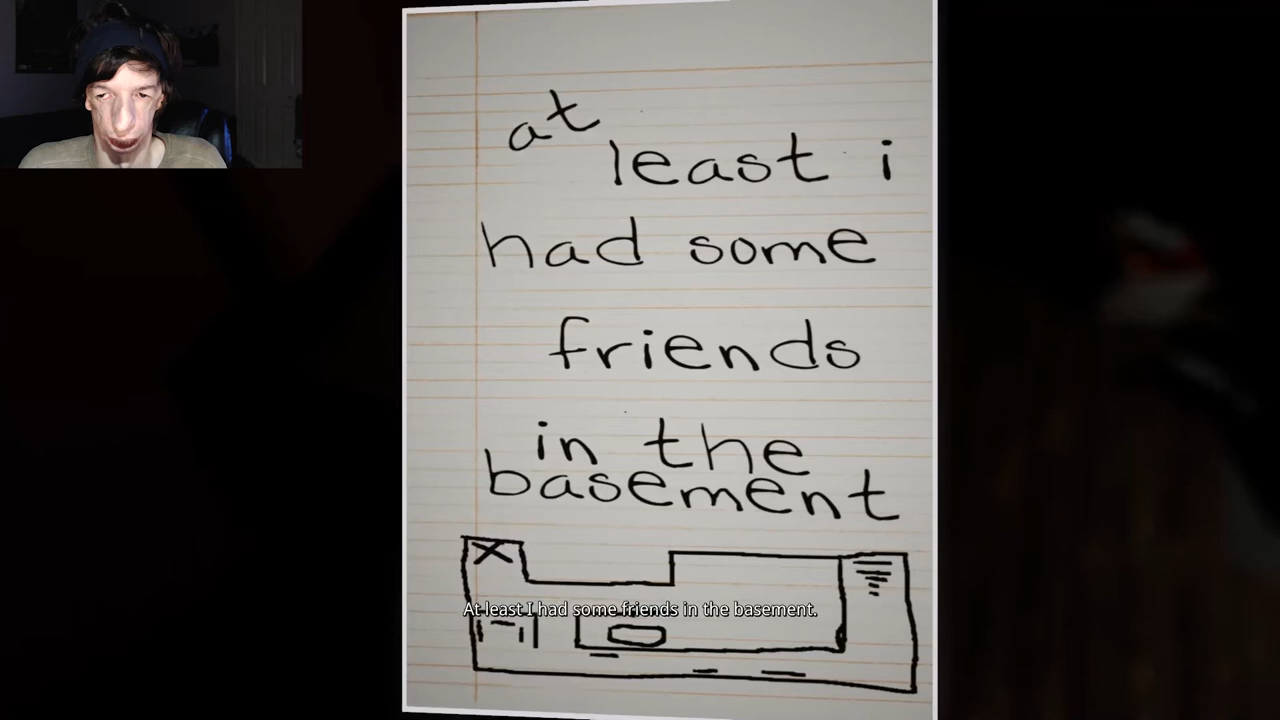 at
least i
had some
friends
in the
basement
At least I had some friends in the basement.